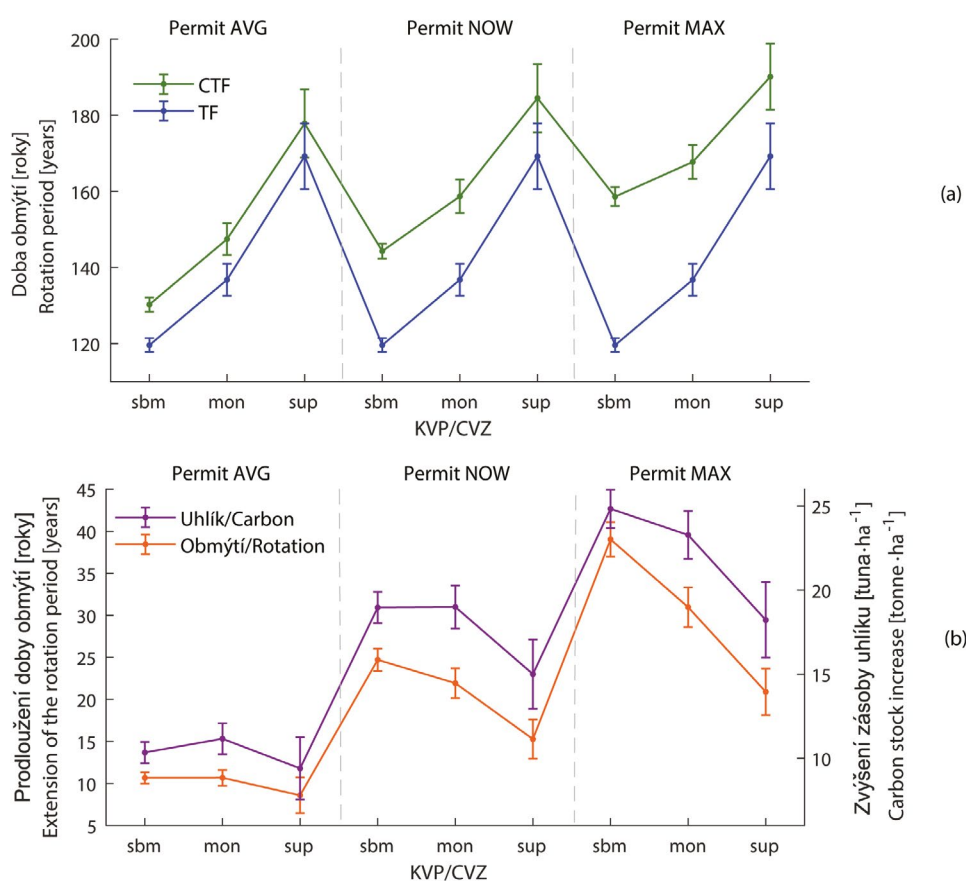 Permit AVG Permit NOW Permit MAX
200
180
160
140
120
CTF
TF
Doba obmýtí [roky]
Rotation period [years]
(a)
sbm mon sup sbm mon sup sbm mon sup
KVP/CVZ
Permit AVG Permit NOW Permit MAX
45
40
35
30
25
20
15
10
5
Uhlík/Carbon
Obmýtí/Rotation
Prodloužení doby obmýtí [roky]
Extension of the rotation period [years]
25
20
15
10
Zvýšení zásoby uhlíku [tuna·ha⁻¹]
Carbon stock increase [tonne·ha⁻¹]
(b)
sbm mon sup sbm mon sup sbm mon sup
KVP/CVZ